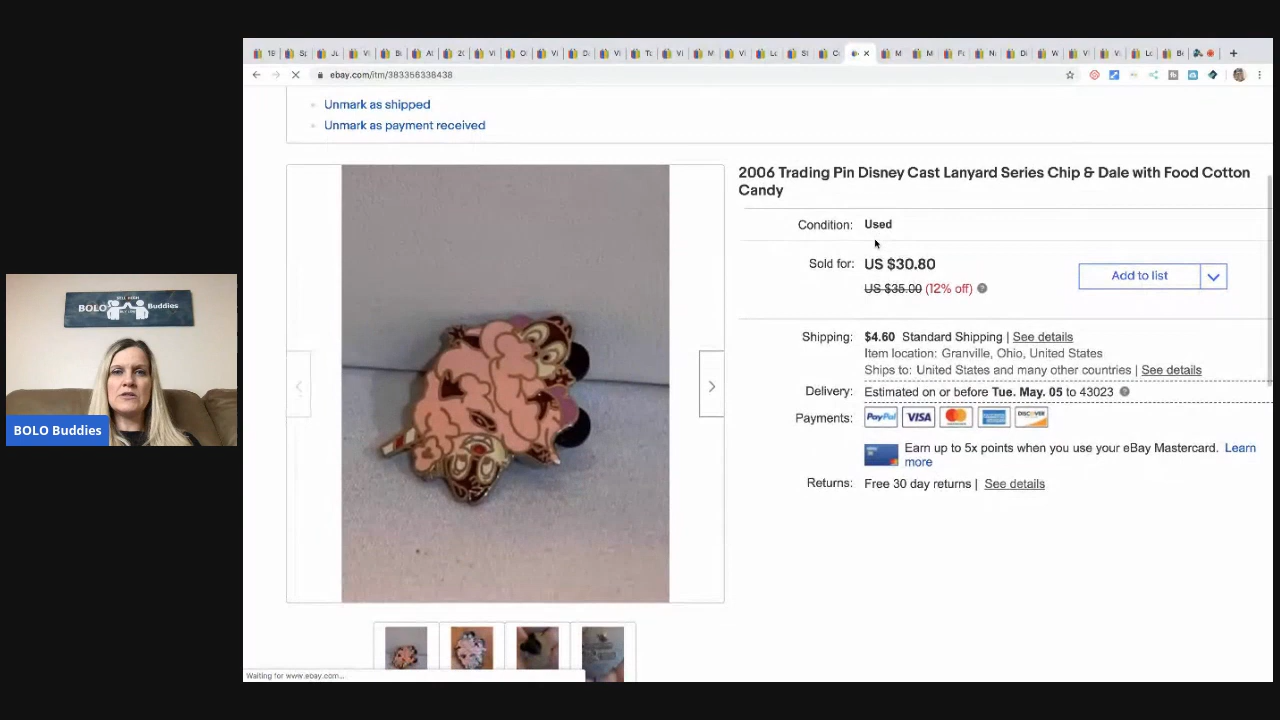 ebay.com/itm/383356338438
Unmark as shipped
Unmark as payment received
2006 Trading Pin Disney Cast Lanyard Series Chip & Dale with Food Cotton
Candy
Condition: Used
Sold for: US $30.80
US $35.00 (12% off)
Add to list
Shipping: $4.60 Standard Shipping | See details
Item location: Granville, Ohio, United States
Ships to: United States and many other countries | See details
Delivery: Estimated on or before Tue. May. 05 to 43023
Payments: PayPal VISA
DISCOVER
Earn up to 5x points when you use your eBay Mastercard. Learn
more
Returns: Free 30 day returns | See details
BOLO Buddies
BOLO Buddies
Waiting for www.ebay.com...